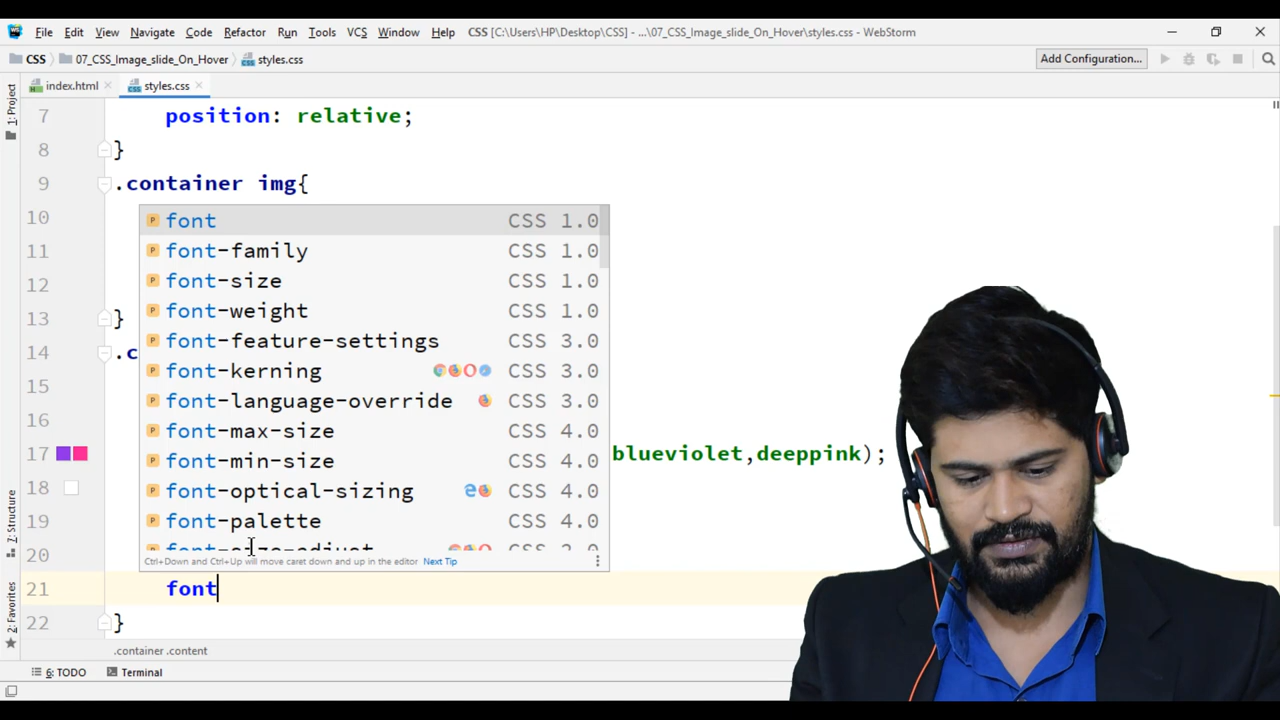 File Edit View Navigate Code Refactor Run Tools VCS Window Help CSS [C:\Users\HP\Desktop\CSS] - ...\07_CSS_Image_slide_On_Hover\styles.css - WebStorm
CSS 07_CSS_Image_slide_On_Hover styles.css Add Configuration...
index.html styles.css
1: Project
7 position: relative;
8 }
9 .container img{
10 font CSS 1.0
11 font-family CSS 1.0
12 font-size CSS 1.0
13 } font-weight CSS 1.0
font-feature-settings CSS 3.0
14 .c
font-kerning CSS 3.0
15 font-language-override CSS 3.0
16 font-max-size CSS 4.0
17 font-min-size CSS 4.0
blueviolet,deeppink);
18 font-optical-sizing CSS 4.0
19 font-palette CSS 4.0
20 font-size-adjust
Ctrl+Down and Ctrl+Up will move caret down and up in the editor Next Tip
21 font
22 }
7: Structure
2: Favorites
.container .content
6: TODO Terminal